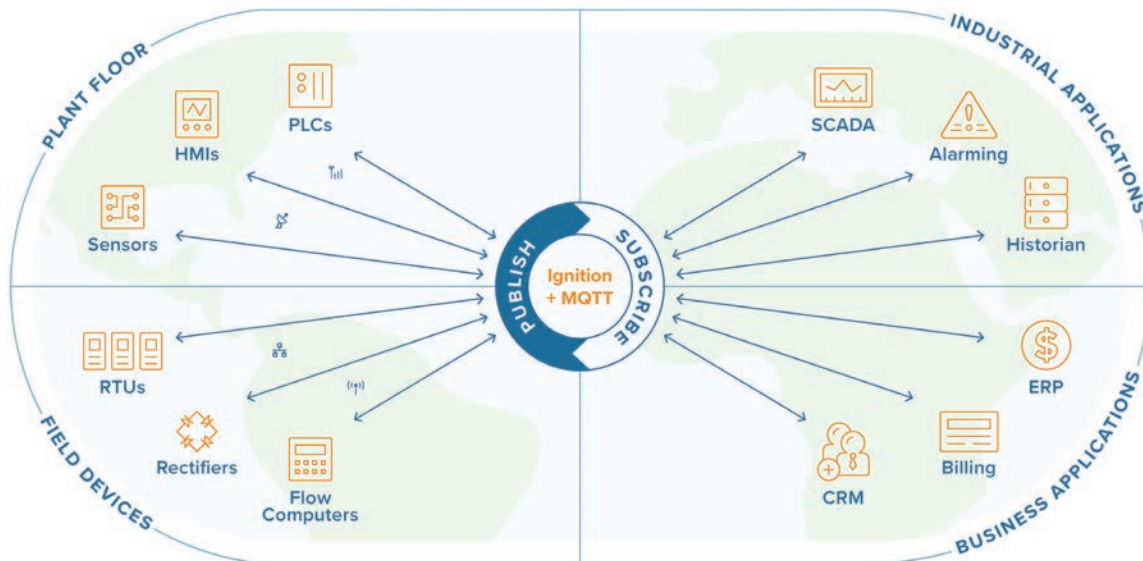 PLANT FLOOR
PLCs
HMIs
Sensors
INDUSTRIAL APPLICATIONS
SCADA
Alarming
Historian
PUBLISH
SUBSCRIBE
Ignition
+ MQTT
FIELD DEVICES
RTUs
Rectifiers
Flow
Computers
BUSINESS APPLICATIONS
ERP
Billing
CRM